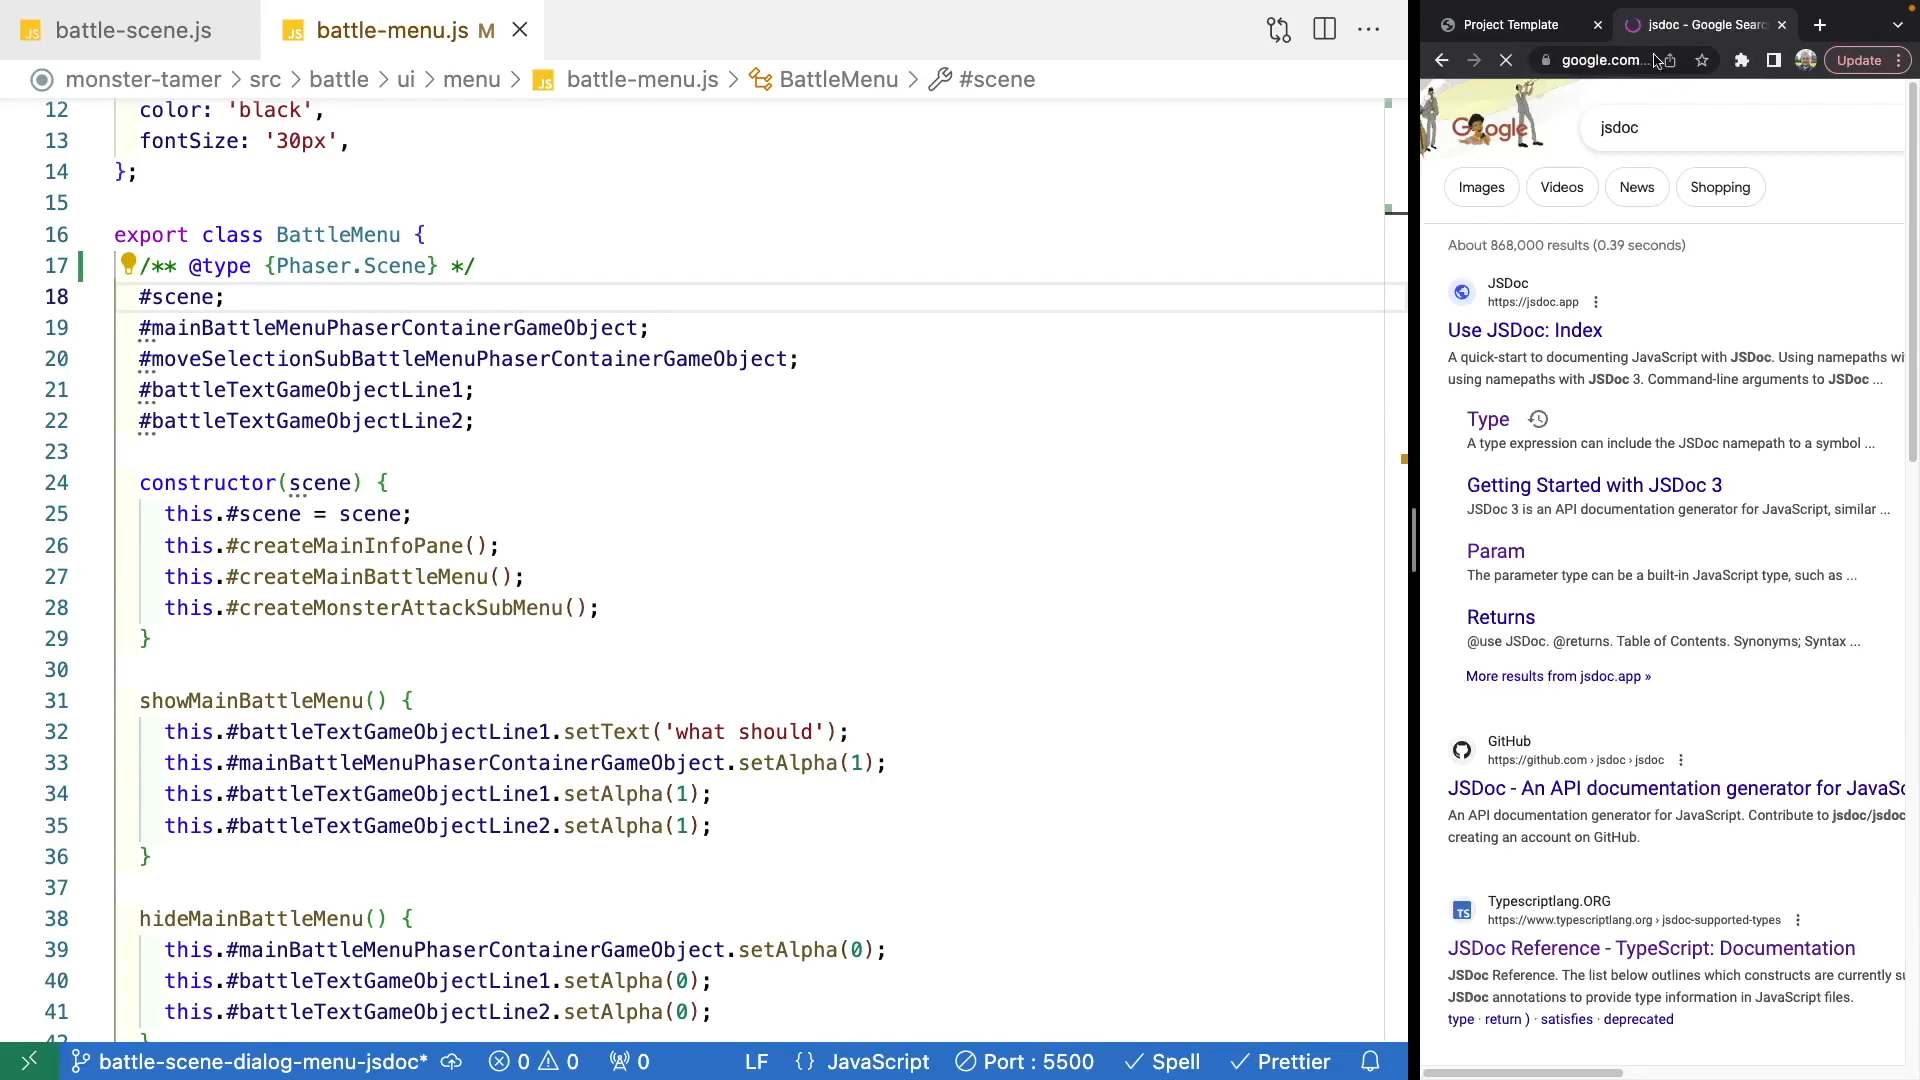 JS battle-scene.js
JS battle-menu.js M
monster-tamer > src > battle > ui > menu > JS battle-menu.js > BattleMenu > #scene
12 color: 'black',
13 fontSize: '30px',
14 };
15
16 export class BattleMenu {
17 /** @type {Phaser.Scene} */
18 #scene;
19 #mainBattleMenuPhaserContainerGameObject;
20 #moveSelectionSubBattleMenuPhaserContainerGameObject;
21 #battleTextGameObjectLine1;
22 #battleTextGameObjectLine2;
23
24 constructor(scene) {
25 this.#scene = scene;
26 this.#createMainInfoPane();
27 this.#createMainBattleMenu();
28 this.#createMonsterAttackSubMenu();
29 }
30
31 showMainBattleMenu() {
32 this.#battleTextGameObjectLine1.setText('what should');
33 this.#mainBattleMenuPhaserContainerGameObject.setAlpha(1);
34 this.#battleTextGameObjectLine1.setAlpha(1);
35 this.#battleTextGameObjectLine2.setAlpha(1);
36 }
37
38 hideMainBattleMenu() {
39 this.#mainBattleMenuPhaserContainerGameObject.setAlpha(0);
40 this.#battleTextGameObjectLine1.setAlpha(0);
41 this.#battleTextGameObjectLine2.setAlpha(0);
42 }
battle-scene-dialog-menu-jsdoc* 0 0 0 LF {} JavaScript Port : 5500 Spell Prettier
Project Template
jsdoc - Google Searc
google.com...
Update
Google
jsdoc
Images Videos News Shopping
About 868,000 results (0.39 seconds)
JSDoc
https://jsdoc.app
Use JSDoc: Index
A quick-start to documenting JavaScript with JSDoc. Using namepaths wi
using namepaths with JSDoc 3. Command-line arguments to JSDoc ...
Type
A type expression can include the JSDoc namepath to a symbol ...
Getting Started with JSDoc 3
JSDoc 3 is an API documentation generator for JavaScript, similar ...
Param
The parameter type can be a built-in JavaScript type, such as ...
Returns
@use JSDoc. @returns. Table of Contents. Synonyms; Syntax ...
More results from jsdoc.app »
GitHub
https://github.com › jsdoc › jsdoc
JSDoc - An API documentation generator for JavaSc
An API documentation generator for JavaScript. Contribute to jsdoc/jsdoc
creating an account on GitHub.
TS
Typescriptlang.ORG
https://www.typescriptlang.org › jsdoc-supported-types
JSDoc Reference - TypeScript: Documentation
JSDoc Reference. The list below outlines which constructs are currently su
JSDoc annotations to provide type information in JavaScript files.
type · return ) · satisfies · deprecated